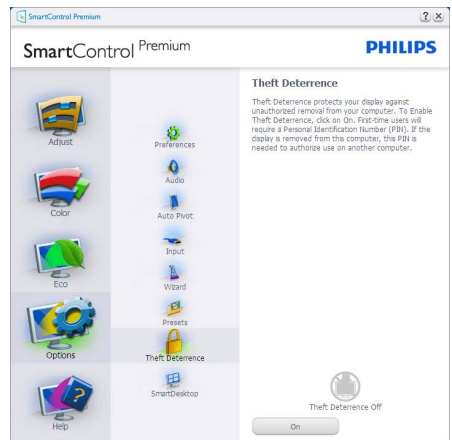 SmartControl Premium
? X
SmartControl Premium
PHILIPS
Adjust
Color
Eco
Options
Help
Preferences
Audio
Auto Pivot
Input
Wizard
Presets
Theft Deterrence
SmartDesktop
Theft Deterrence
Theft Deterrence protects your display against
unauthorized removal from your computer. To Enable
Theft Deterrence, click on On. First-time users will
require a Personal Identification Number (PIN). If the
display is removed from this computer, this PIN is
needed to authorize use on another computer.
Theft Deterrence Off
On